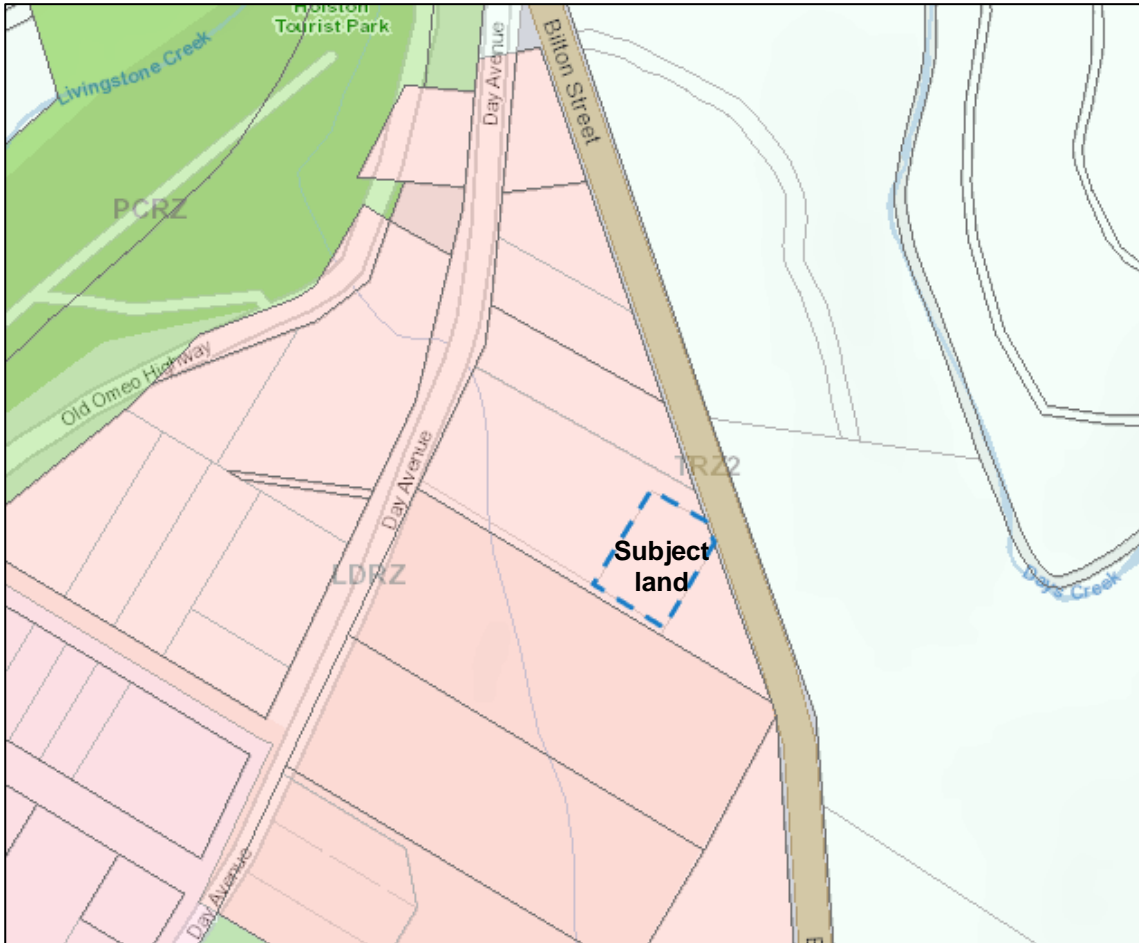 Holston
Tourist Park
Livingstone Creek
Day Avenue
Bilton Street
PCRZ
Old Omeo Highway
Day Avenue
TRZ2
Subject
land
LDRZ
Days Creek
Day Avenue